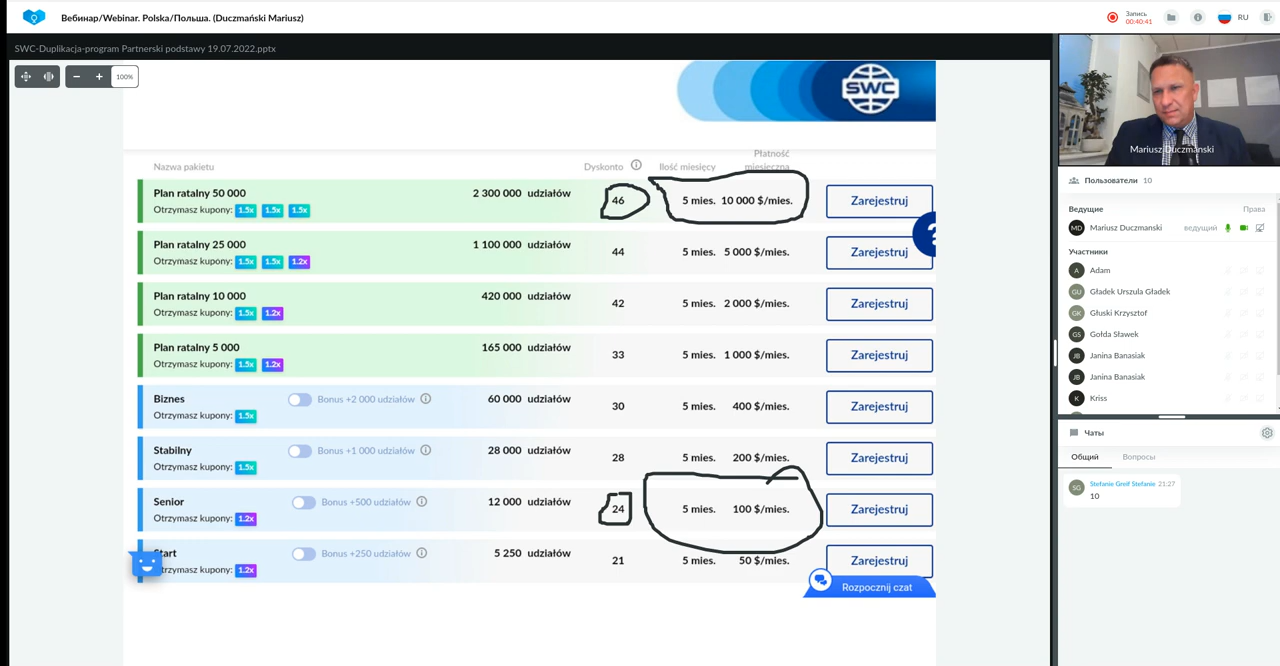 Вебинар/Webinar. Polska/Польша. (Duczmański Mariusz)
Запись
00:40:41
RU
SWC-Duplikacja-program Partnerski podstawy 19.07.2022.pptx
100%
SWC
Nazwa pakietu
Dyskonto
Ilość miesięcy
Płatność miesięczna
Plan ratalny 50 000
2 300 000 udziałów
46
5 mies. 10 000 $/mies.
Zarejestruj
Otrzymasz kupony: 1.5x 1.5x 1.5x
Plan ratalny 25 000
1 100 000 udziałów
44
5 mies. 5 000 $/mies.
Zarejestruj
Otrzymasz kupony: 1.5x 1.5x 1.2x
?
Plan ratalny 10 000
420 000 udziałów
42
5 mies. 2 000 $/mies.
Zarejestruj
Otrzymasz kupony: 1.5x 1.2x
Plan ratalny 5 000
165 000 udziałów
33
5 mies. 1 000 $/mies.
Zarejestruj
Otrzymasz kupony: 1.5x 1.2x
Biznes
Bonus +2 000 udziałów
60 000 udziałów
30
5 mies. 400 $/mies.
Zarejestruj
Otrzymasz kupony: 1.5x
Stabilny
Bonus +1 000 udziałów
28 000 udziałów
28
5 mies. 200 $/mies.
Zarejestruj
Otrzymasz kupony: 1.5x
Senior
Bonus +500 udziałów
12 000 udziałów
24
5 mies. 100 $/mies.
Zarejestruj
Otrzymasz kupony: 1.2x
Start
Bonus +250 udziałów
5 250 udziałów
21
5 mies. 50 $/mies.
Zarejestruj
trzymasz kupony: 1.2x
Rozpocznij czat
Mariusz Duczmanski
Пользователи 10
Ведущие
Права
MD Mariusz Duczmanski ведущий
Участники
A Adam
GU Gładek Urszula Gładek
GK Głuski Krzysztof
GS Gołda Sławek
JB Janina Banasiak
JB Janina Banasiak
K Kriss
Чаты
Общий
Вопросы
SG Stefanie Greif Stefanie 21:27
10